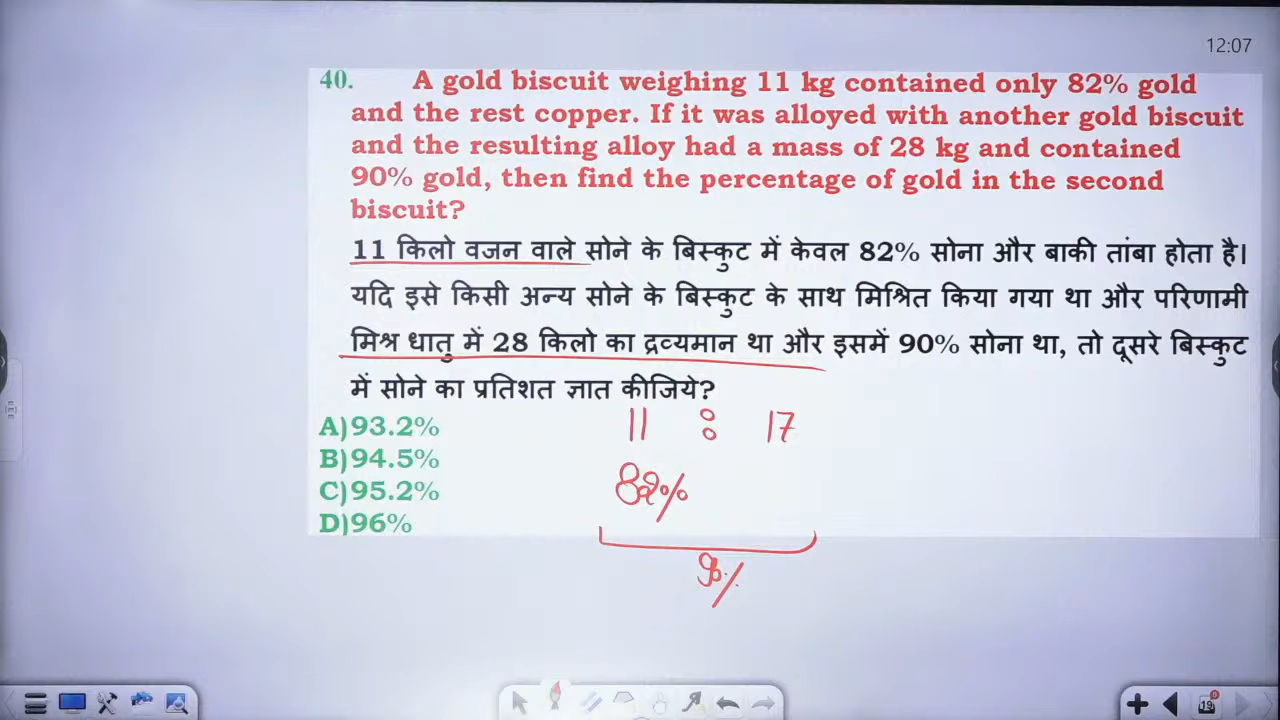 12:07
40. A gold biscuit weighing 11 kg contained only 82% gold
and the rest copper. If it was alloyed with another gold biscuit
and the resulting alloy had a mass of 28 kg and contained
90% gold, then find the percentage of gold in the second
biscuit?
11 किलो वजन वाले सोने के बिस्कुट में केवल 82% सोना और बाकी तांबा होता है।
यदि इसे किसी अन्य सोने के बिस्कुट के साथ मिश्रित किया गया था और परिणामी
मिश्र धातु में 28 किलो का द्रव्यमान था और इसमें 90% सोना था, तो दूसरे बिस्कुट
में सोने का प्रतिशत ज्ञात कीजिये?
A)93.2%
B)94.5%
C)95.2%
D)96%
11 : 17
82%
90%
19